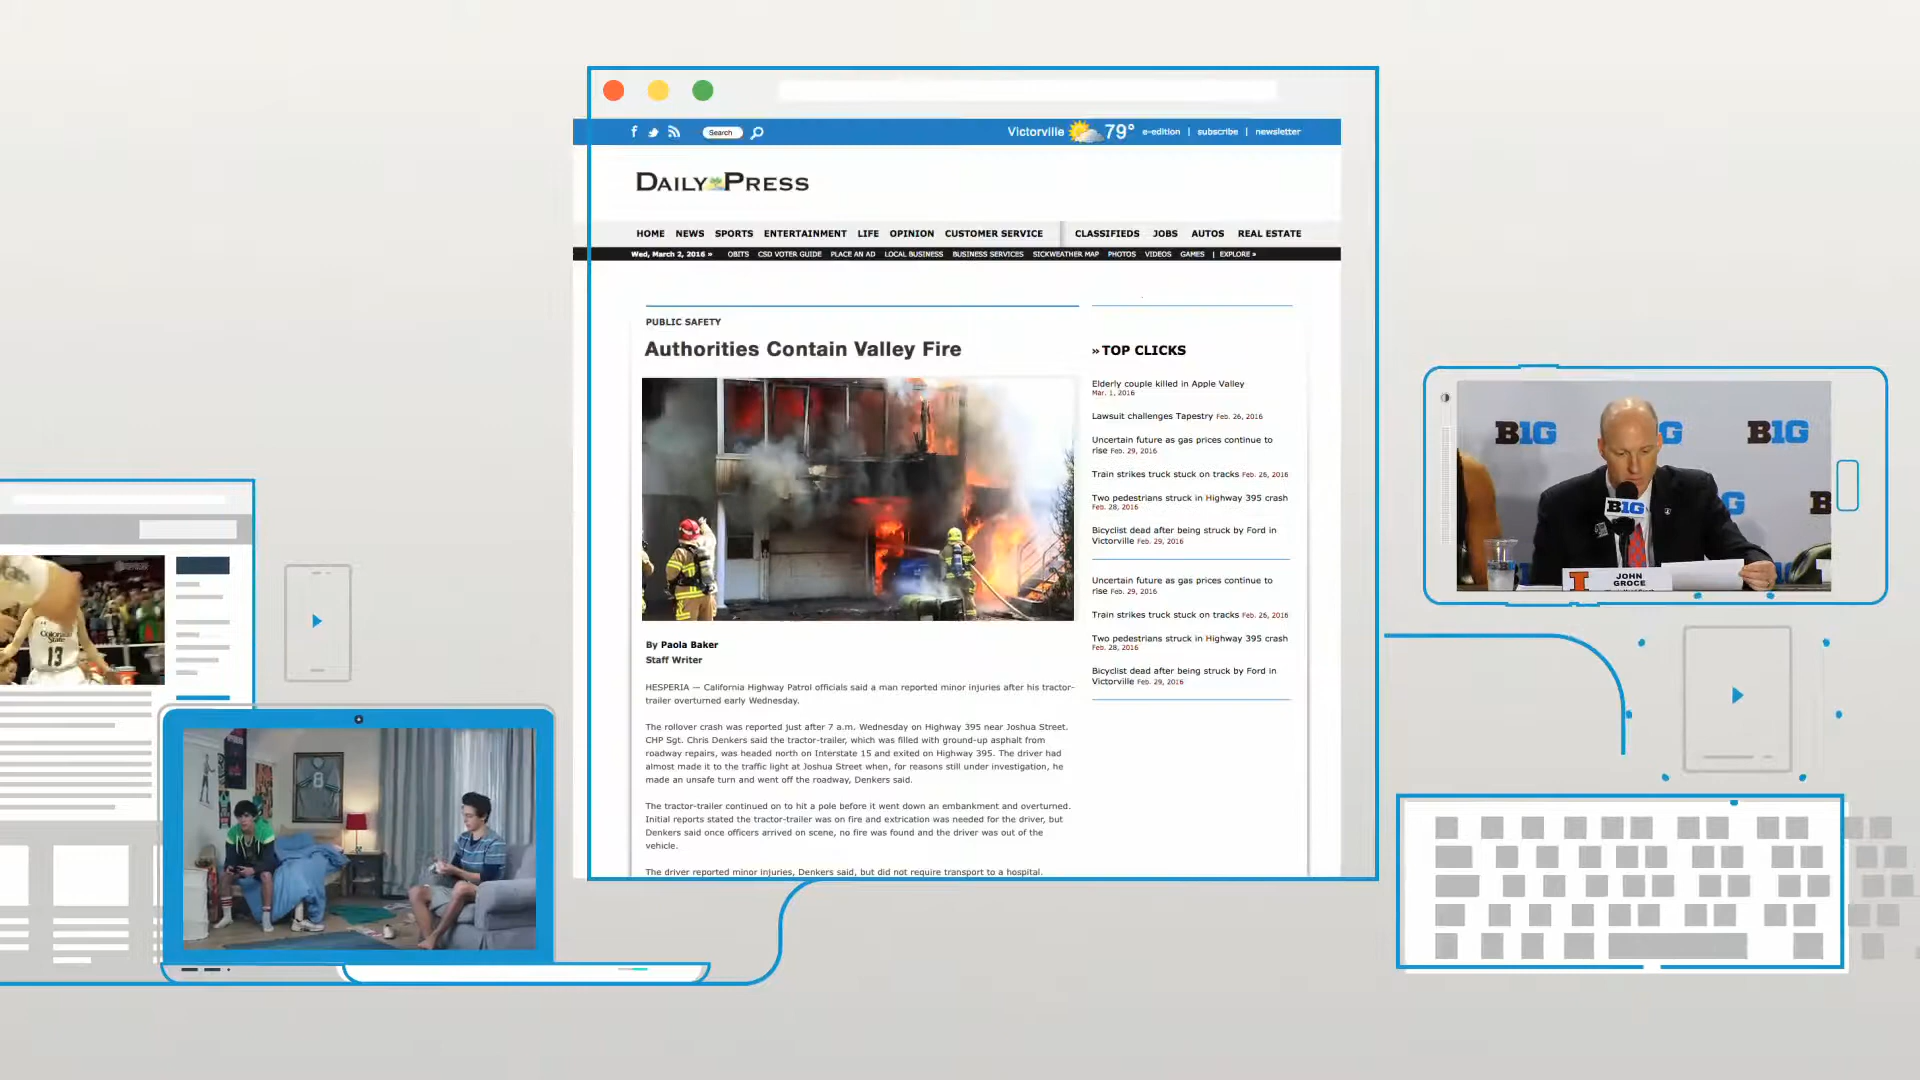 Search
Victorville 79° e-edition | subscribe | newsletter
DAILY PRESS
HOME NEWS SPORTS ENTERTAINMENT LIFE OPINION CUSTOMER SERVICE CLASSIFIEDS JOBS AUTOS REAL ESTATE
Wed, March 2, 2016 » OBITS CSD VOTER GUIDE PLACE AN AD LOCAL BUSINESS BUSINESS SERVICES SICKWEATHER MAP PHOTOS VIDEOS GAMES | EXPLORE »
PUBLIC SAFETY
Authorities Contain Valley Fire
By Paola Baker
Staff Writer
HESPERIA — California Highway Patrol officials said a man reported minor injuries after his tractor-
trailer overturned early Wednesday.
The rollover crash was reported just after 7 a.m. Wednesday on Highway 395 near Joshua Street.
CHP Sgt. Chris Denkers said the tractor-trailer, which was filled with ground-up asphalt from
roadway repairs, was headed north on Interstate 15 and exited on Highway 395. The driver had
almost made it to the traffic light at Joshua Street when, for reasons still under investigation, he
made an unsafe turn and went off the roadway, Denkers said.
The tractor-trailer continued on to hit a pole before it went down an embankment and overturned.
Initial reports stated the tractor-trailer was on fire and extrication was needed for the driver, but
Denkers said once officers arrived on scene, no fire was found and the driver was out of the
vehicle.
The driver reported minor injuries, Denkers said, but did not require transport to a hospital.
» TOP CLICKS
Elderly couple killed in Apple Valley
Mar. 1, 2016
Lawsuit challenges Tapestry Feb. 26, 2016
Uncertain future as gas prices continue to
rise Feb. 29, 2016
Train strikes truck stuck on tracks Feb. 26, 2016
Two pedestrians struck in Highway 395 crash
Feb. 28, 2016
Bicyclist dead after being struck by Ford in
Victorville Feb. 29, 2016
Uncertain future as gas prices continue to
rise Feb. 29, 2016
Train strikes truck stuck on tracks Feb. 26, 2016
Two pedestrians struck in Highway 395 crash
Feb. 28, 2016
Bicyclist dead after being struck by Ford in
Victorville Feb. 29, 2016
Colorado
State
13
8
B1G
B1G
B1G
I
JOHN
GROCE